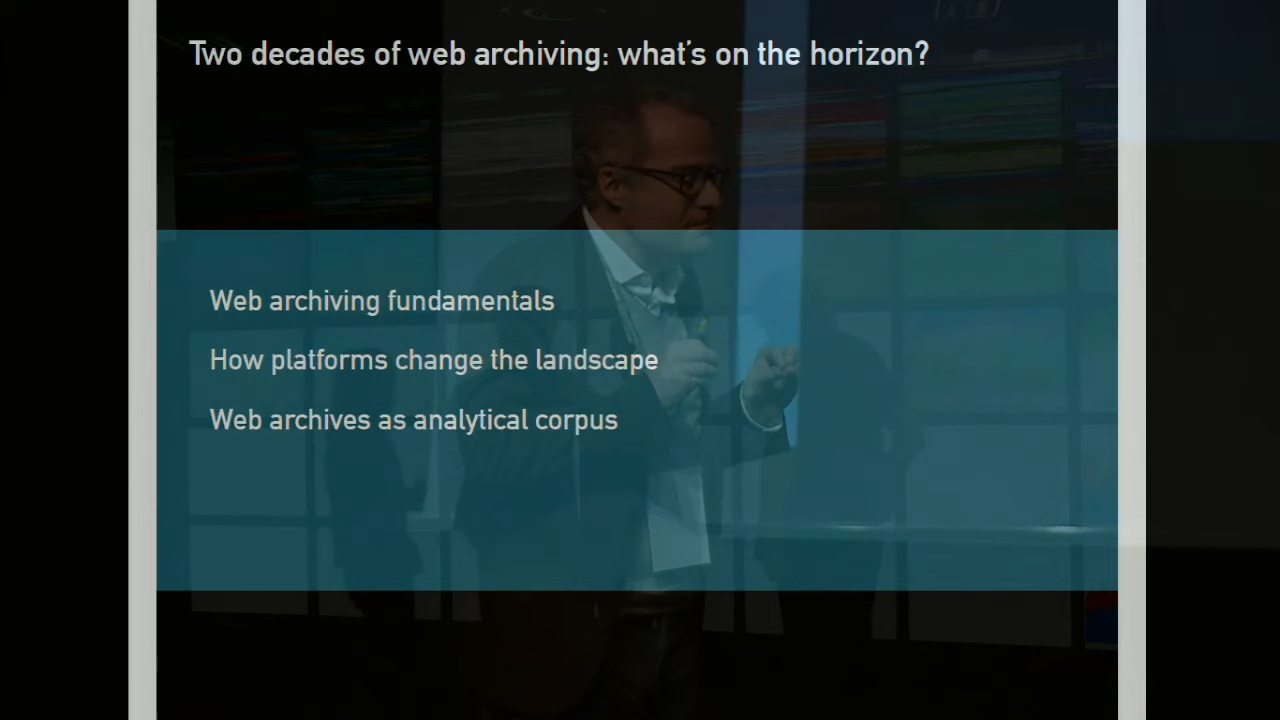 Two decades of web archiving: what's on the horizon?
Web archiving fundamentals
How platforms change the landscape
Web archives as analytical corpus